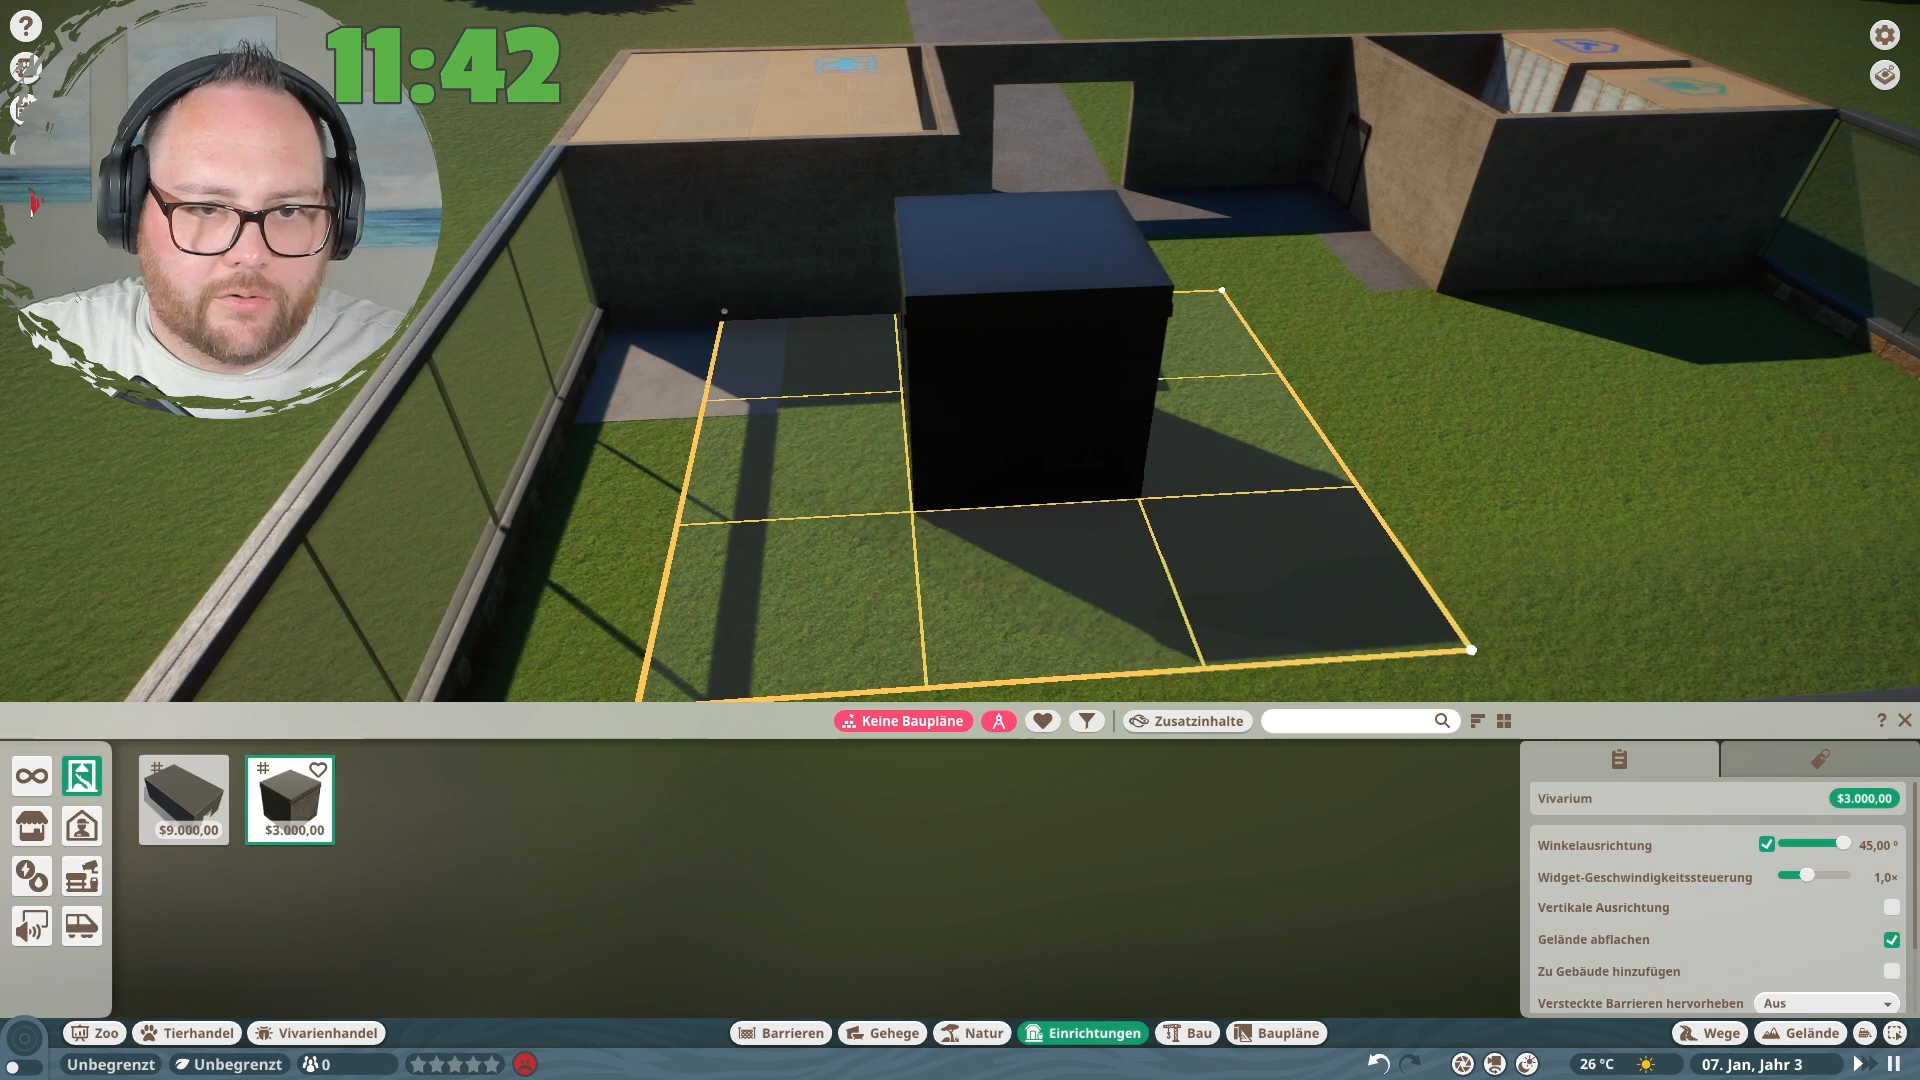 11:42
Keine Baupläne
Zusatzinhalte
$9.000,00
$3.000,00
Vivarium
$3.000,00
Winkelausrichtung
45,00 °
Widget-Geschwindigkeitssteuerung
1,0×
Vertikale Ausrichtung
Gelände abflachen
Zu Gebäude hinzufügen
Versteckte Barrieren hervorheben
Aus
Zoo
Tierhandel
Vivarienhandel
Barrieren
Gehege
Natur
Einrichtungen
Bau
Baupläne
Wege
Gelände
Unbegrenzt
Unbegrenzt
0
26 °C
07. Jan, Jahr 3